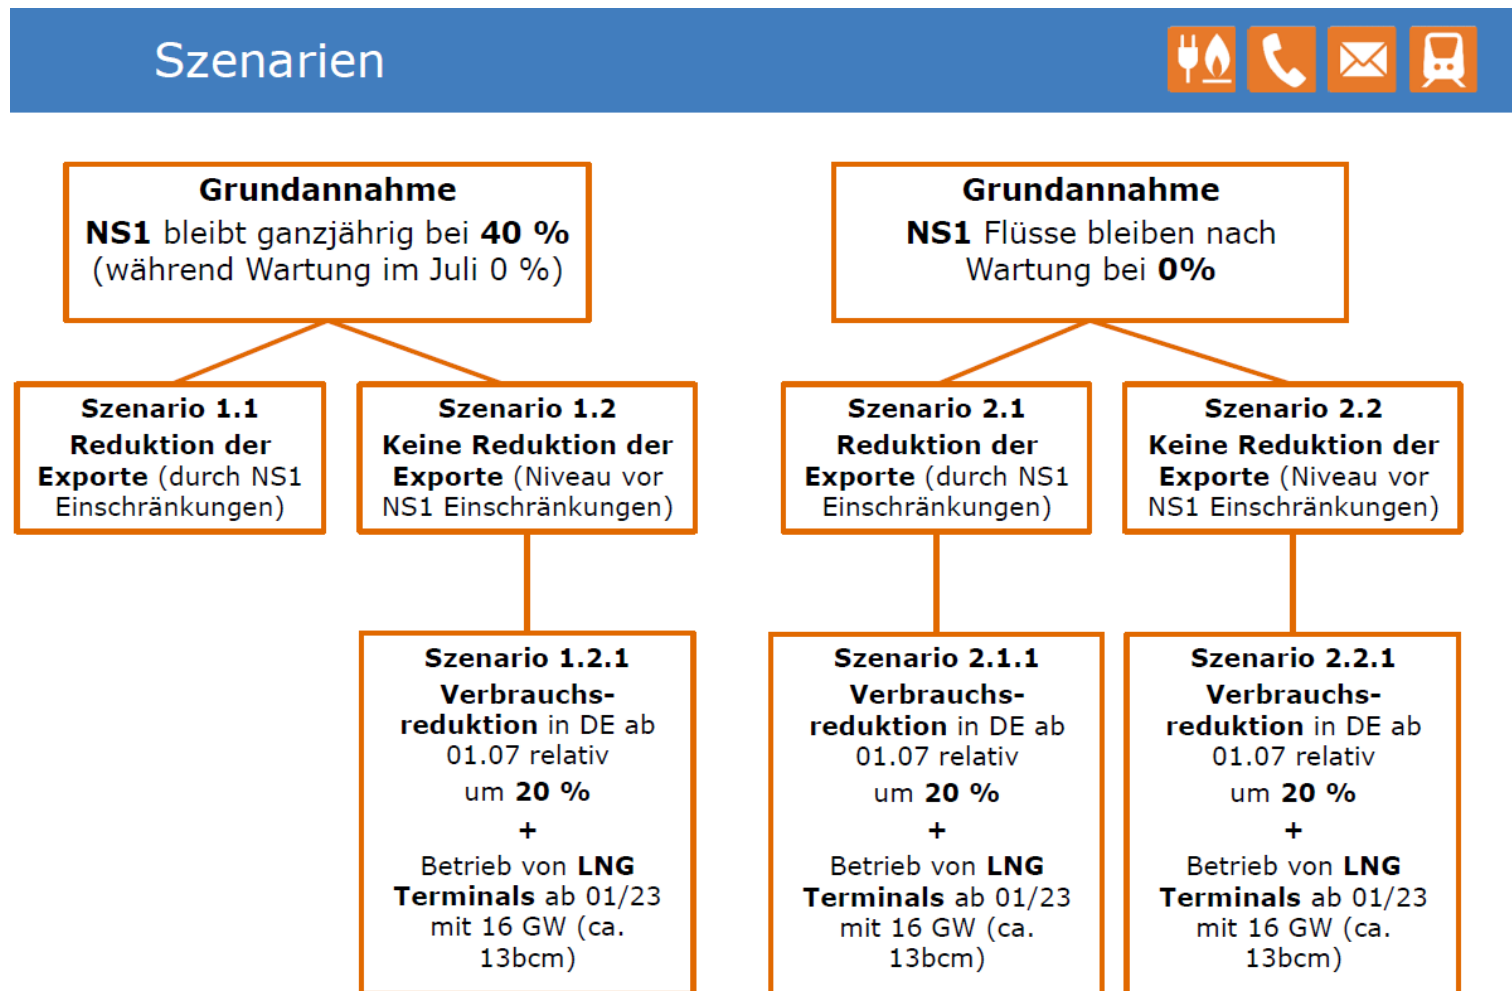 Szenarien
Grundannahme
NS1 bleibt ganzjährig bei 40 %
(während Wartung im Juli 0 %)
Grundannahme
NS1 Flüsse bleiben nach
Wartung bei 0%
Szenario 1.1
Reduktion der
Exporte (durch NS1
Einschränkungen)
Szenario 1.2
Keine Reduktion der
Exporte (Niveau vor
NS1 Einschränkungen)
Szenario 2.1
Reduktion der
Exporte (durch NS1
Einschränkungen)
Szenario 2.2
Keine Reduktion der
Exporte (Niveau vor
NS1 Einschränkungen)
Szenario 1.2.1
Verbrauchs-
reduktion in DE ab
01.07 relativ
um 20 %
+
Betrieb von LNG
Terminals ab 01/23
mit 16 GW (ca.
13bcm)
Szenario 2.1.1
Verbrauchs-
reduktion in DE ab
01.07 relativ
um 20 %
+
Betrieb von LNG
Terminals ab 01/23
mit 16 GW (ca.
13bcm)
Szenario 2.2.1
Verbrauchs-
reduktion in DE ab
01.07 relativ
um 20 %
+
Betrieb von LNG
Terminals ab 01/23
mit 16 GW (ca.
13bcm)